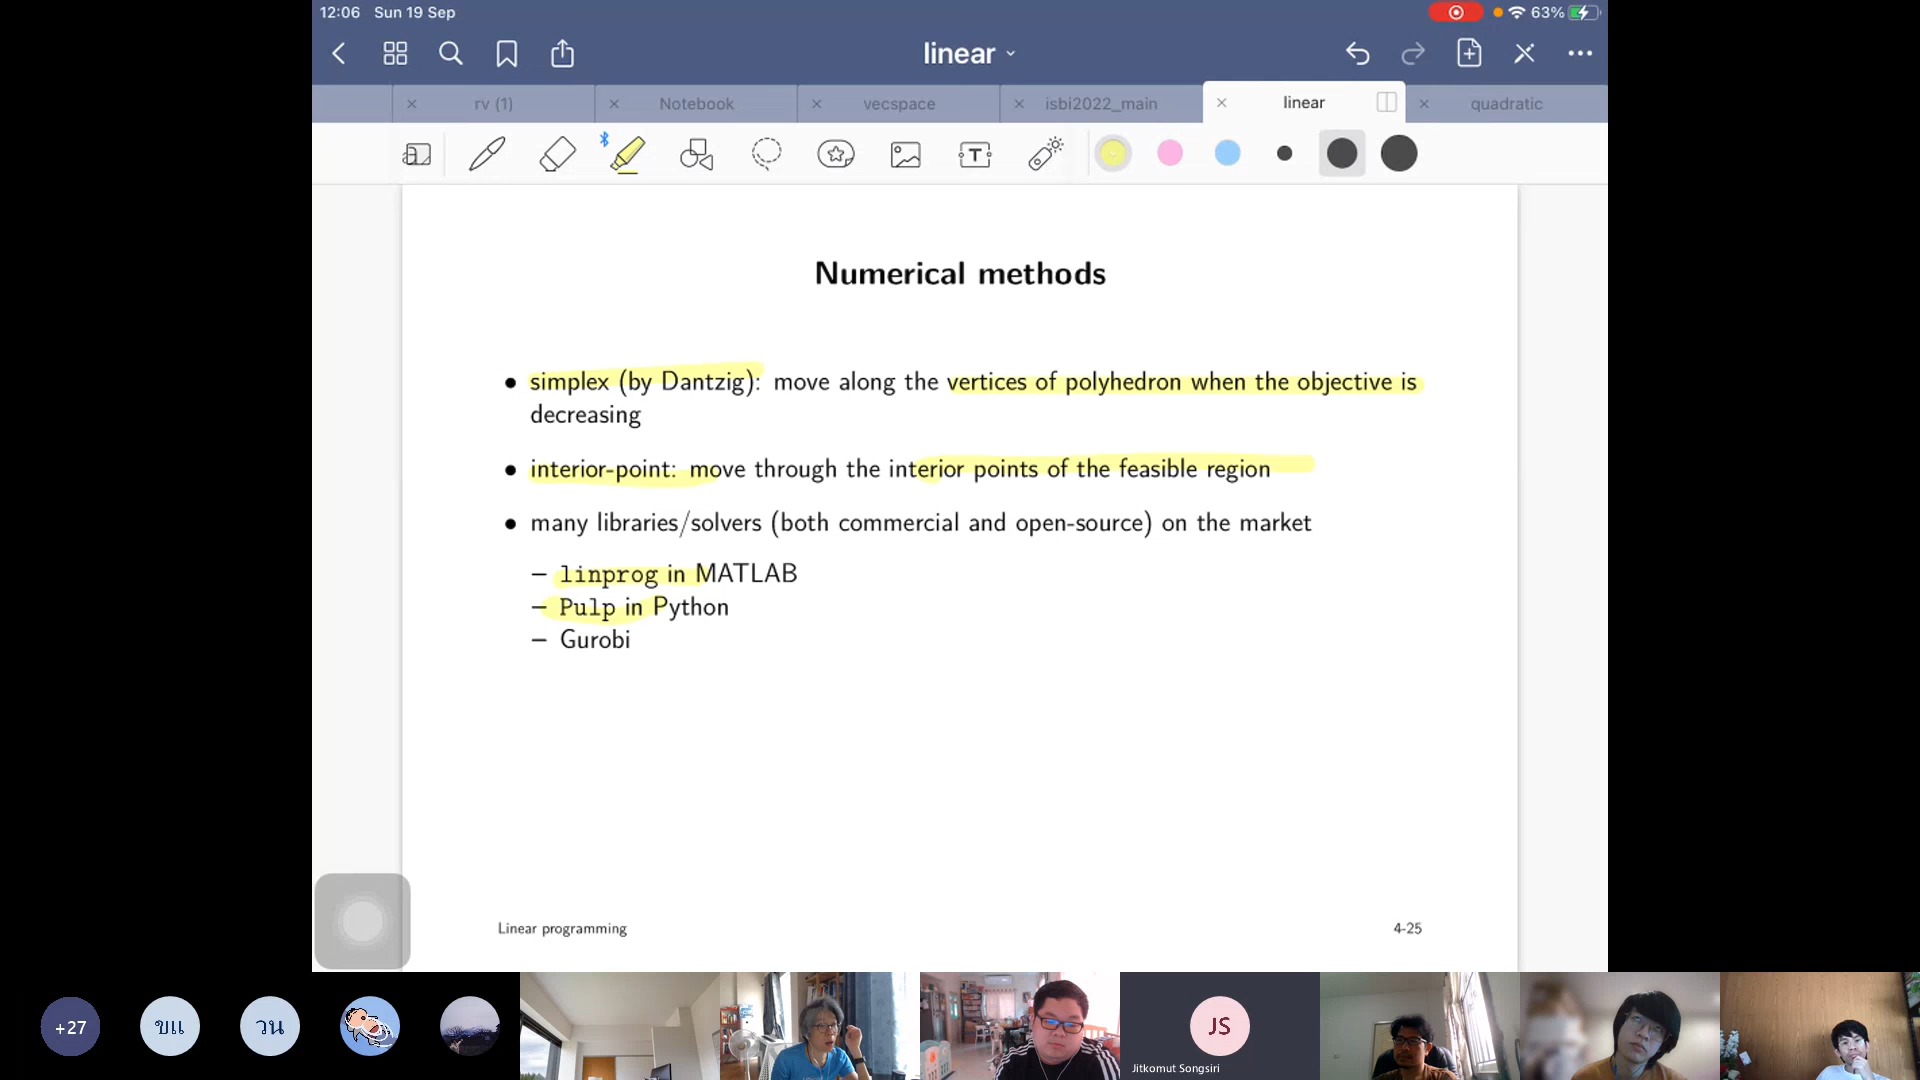 12:06 Sun 19 Sep
63%
linear
rv (1)
Notebook
vecspace
isbi2022_main
linear
quadratic
Numerical methods
• simplex (by Dantzig): move along the vertices of polyhedron when the objective is
decreasing
• interior-point: move through the interior points of the feasible region
• many libraries/solvers (both commercial and open-source) on the market
– linprog in MATLAB
– Pulp in Python
– Gurobi
Linear programming
4-25
+27
ขแ
วน
JS
Jitkomut Songsiri